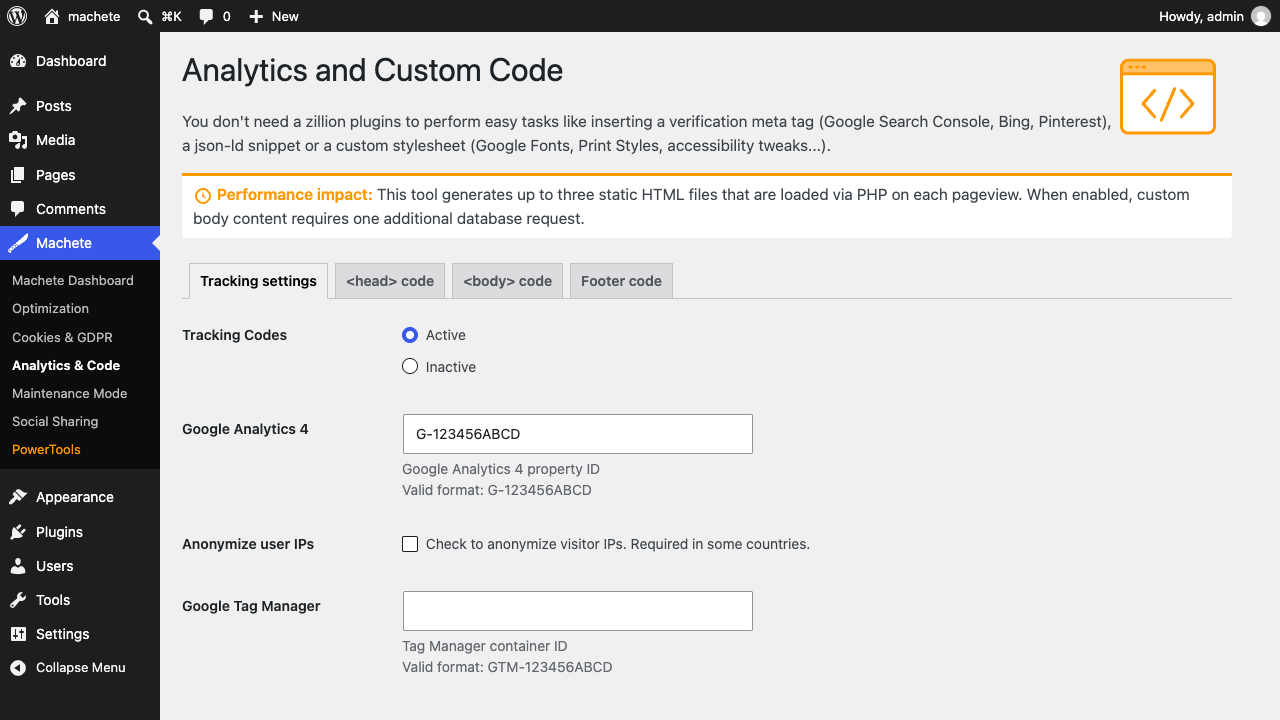 machete
⌘K
0
New
Howdy, admin
Dashboard
Posts
Media
Pages
Comments
Machete
Machete Dashboard
Optimization
Cookies & GDPR
Analytics & Code
Maintenance Mode
Social Sharing
PowerTools
Appearance
Plugins
Users
Tools
Settings
Collapse Menu
Analytics and Custom Code
You don't need a zillion plugins to perform easy tasks like inserting a verification meta tag (Google Search Console, Bing, Pinterest),
a json-ld snippet or a custom stylesheet (Google Fonts, Print Styles, accessibility tweaks...).
Performance impact: This tool generates up to three static HTML files that are loaded via PHP on each pageview. When enabled, custom
body content requires one additional database request.
Tracking settings
<head> code
<body> code
Footer code
Tracking Codes
Active
Inactive
Google Analytics 4
G-123456ABCD
Google Analytics 4 property ID
Valid format: G-123456ABCD
Anonymize user IPs
Check to anonymize visitor IPs. Required in some countries.
Google Tag Manager
Tag Manager container ID
Valid format: GTM-123456ABCD